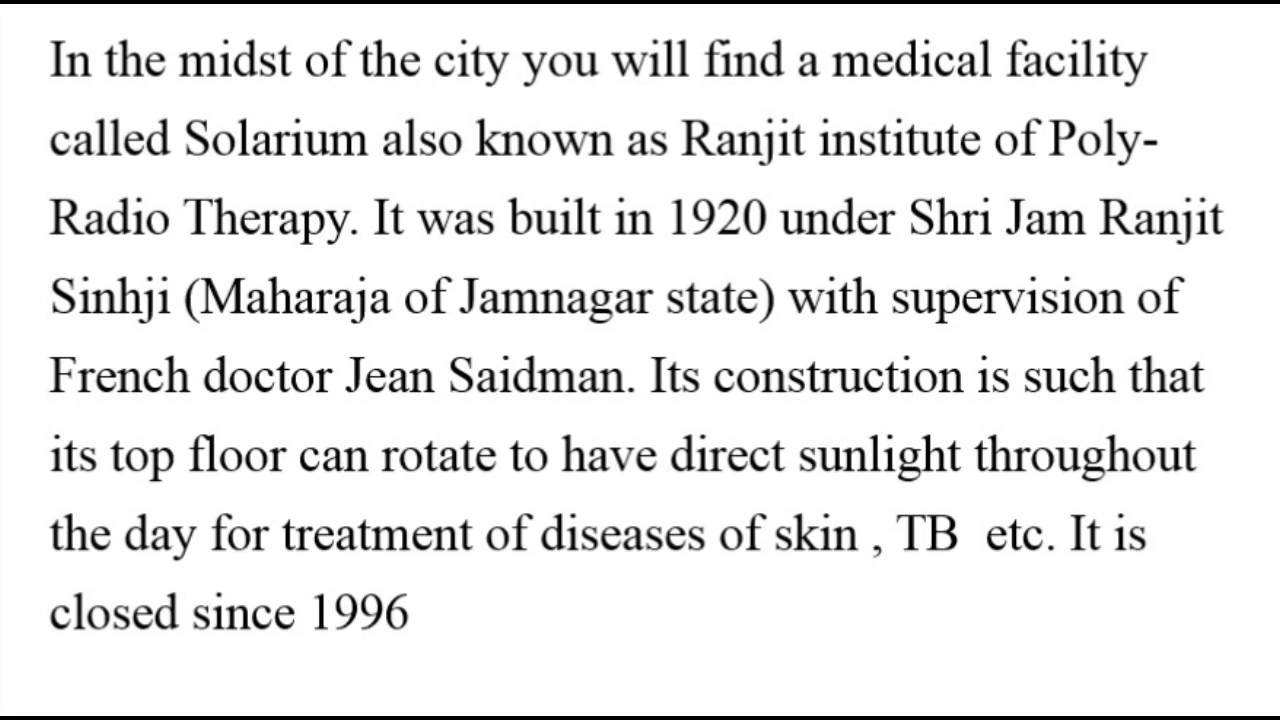 In the midst of the city you will find a medical facility
called Solarium also known as Ranjit institute of Poly-
Radio Therapy. It was built in 1920 under Shri Jam Ranjit
Sinhji (Maharaja of Jamnagar state) with supervision of
French doctor Jean Saidman. Its construction is such that
its top floor can rotate to have direct sunlight throughout
the day for treatment of diseases of skin , TB  etc. It is
closed since 1996